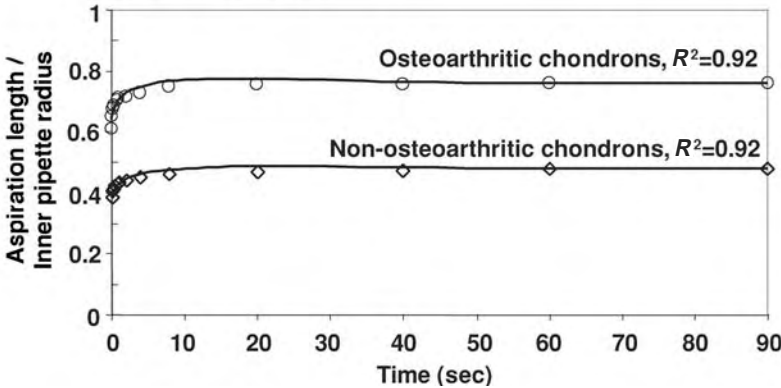 Aspiration length /
Inner pipette radius
1
0.8
0.6
0.4
0.2
0
Osteoarthritic chondrons, R²=0.92
Non-osteoarthritic chondrons, R²=0.92
0 10 20 30 40 50 60 70 80 90
Time (sec)